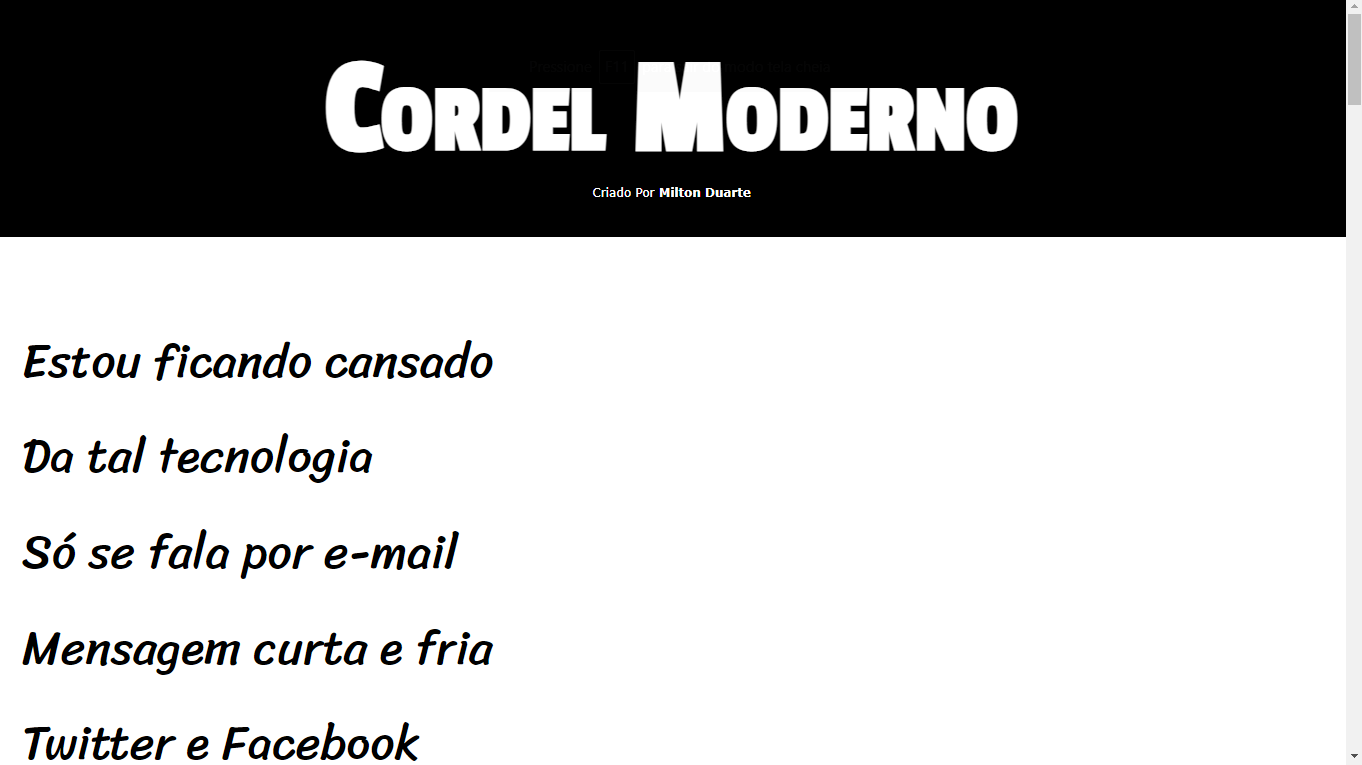 Cordel Moderno
Criado Por Milton Duarte
Estou ficando cansado
Da tal tecnologia
Só se fala por e-mail
Mensagem curta e fria
Twitter e Facebook